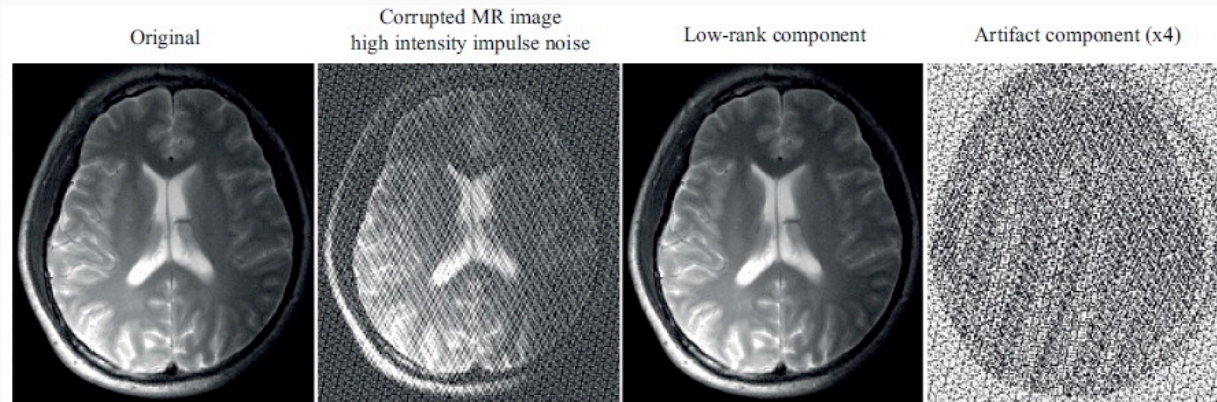 Original
Corrupted MR image
high intensity impulse noise
Low-rank component
Artifact component (x4)